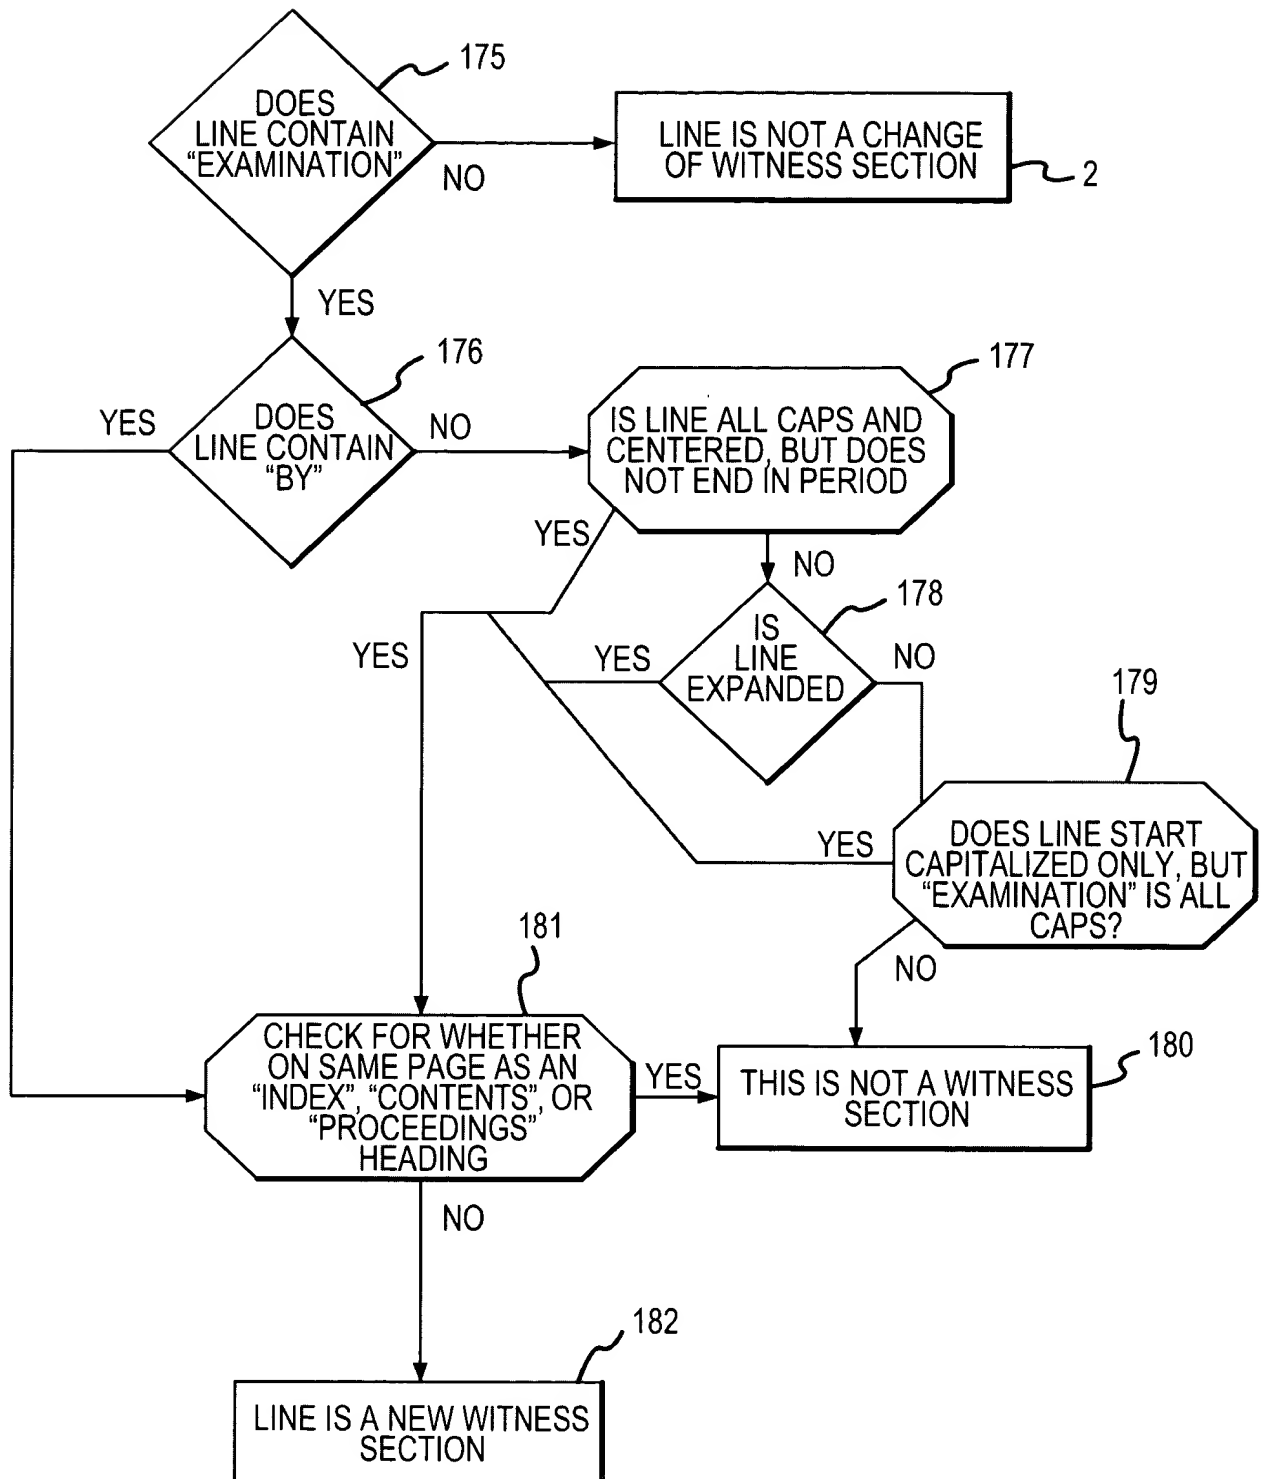 175
DOES
LINE CONTAIN
“EXAMINATION”
NO
LINE IS NOT A CHANGE
OF WITNESS SECTION
2
YES
176
YES
DOES
LINE CONTAIN
“BY”
NO
177
IS LINE ALL CAPS AND
CENTERED, BUT DOES
NOT END IN PERIOD
YES
NO
178
YES
IS
LINE
EXPANDED
YES
NO
179
DOES LINE START
CAPITALIZED ONLY, BUT
“EXAMINATION” IS ALL
CAPS?
YES
NO
181
CHECK FOR WHETHER
ON SAME PAGE AS AN
“INDEX”, “CONTENTS”, OR
“PROCEEDINGS”
HEADING
YES
180
THIS IS NOT A WITNESS
SECTION
NO
182
LINE IS A NEW WITNESS
SECTION